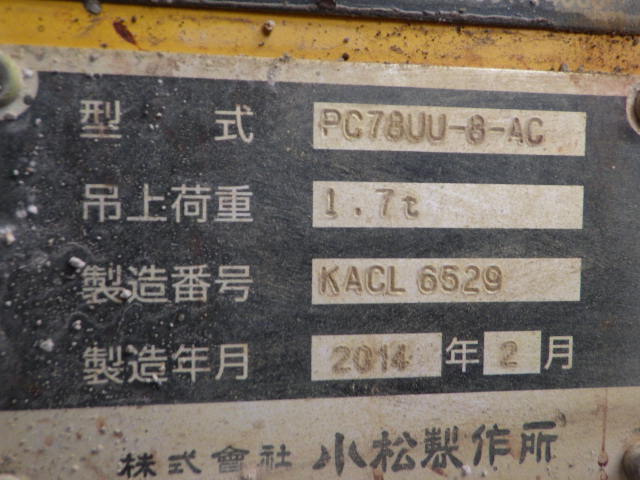 型式 PC78UU-8-AC
吊上荷重 1.7t
製造番号 KACL 6529
製造年月 2014 年 2 月
株式會社 小松製作所